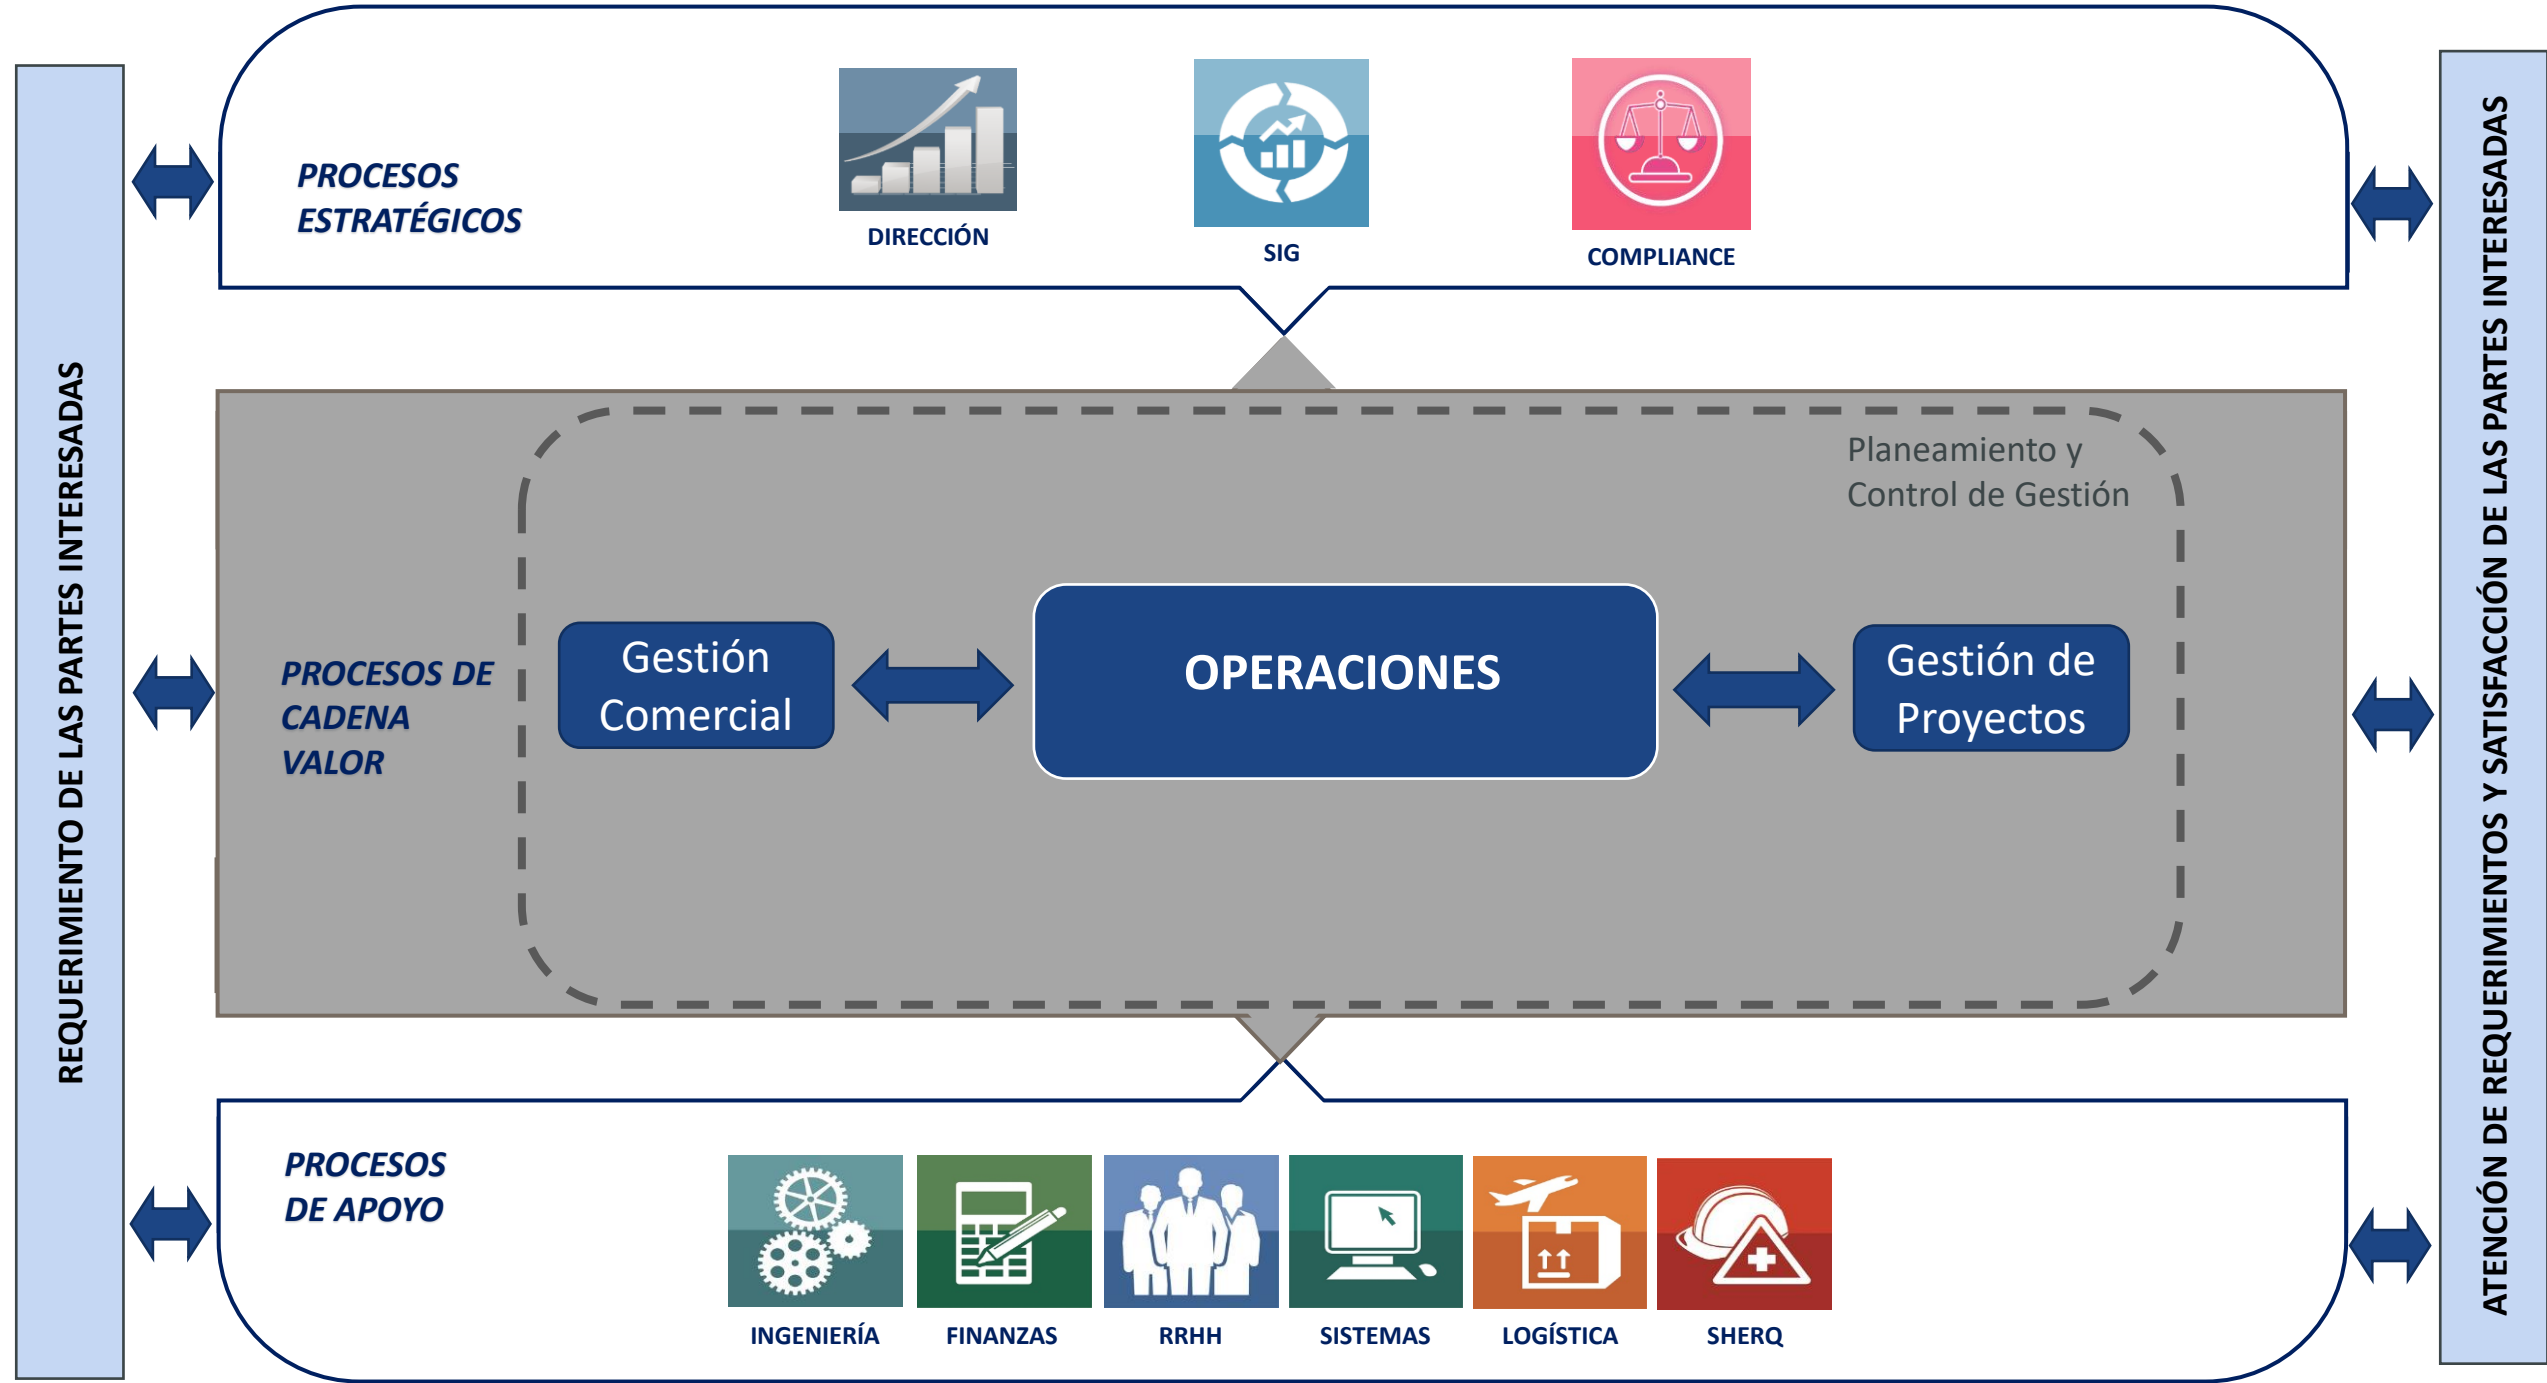 REQUERIMIENTO DE LAS PARTES INTERESADAS
PROCESOS
ESTRATÉGICOS
DIRECCIÓN
SIG
COMPLIANCE
Planeamiento y
Control de Gestión
PROCESOS DE
CADENA
VALOR
Gestión
Comercial
OPERACIONES
Gestión de
Proyectos
PROCESOS
DE APOYO
INGENIERÍA
FINANZAS
RRHH
SISTEMAS
LOGÍSTICA
SHERQ
ATENCIÓN DE REQUERIMIENTOS Y SATISFACCIÓN DE LAS PARTES INTERESADAS